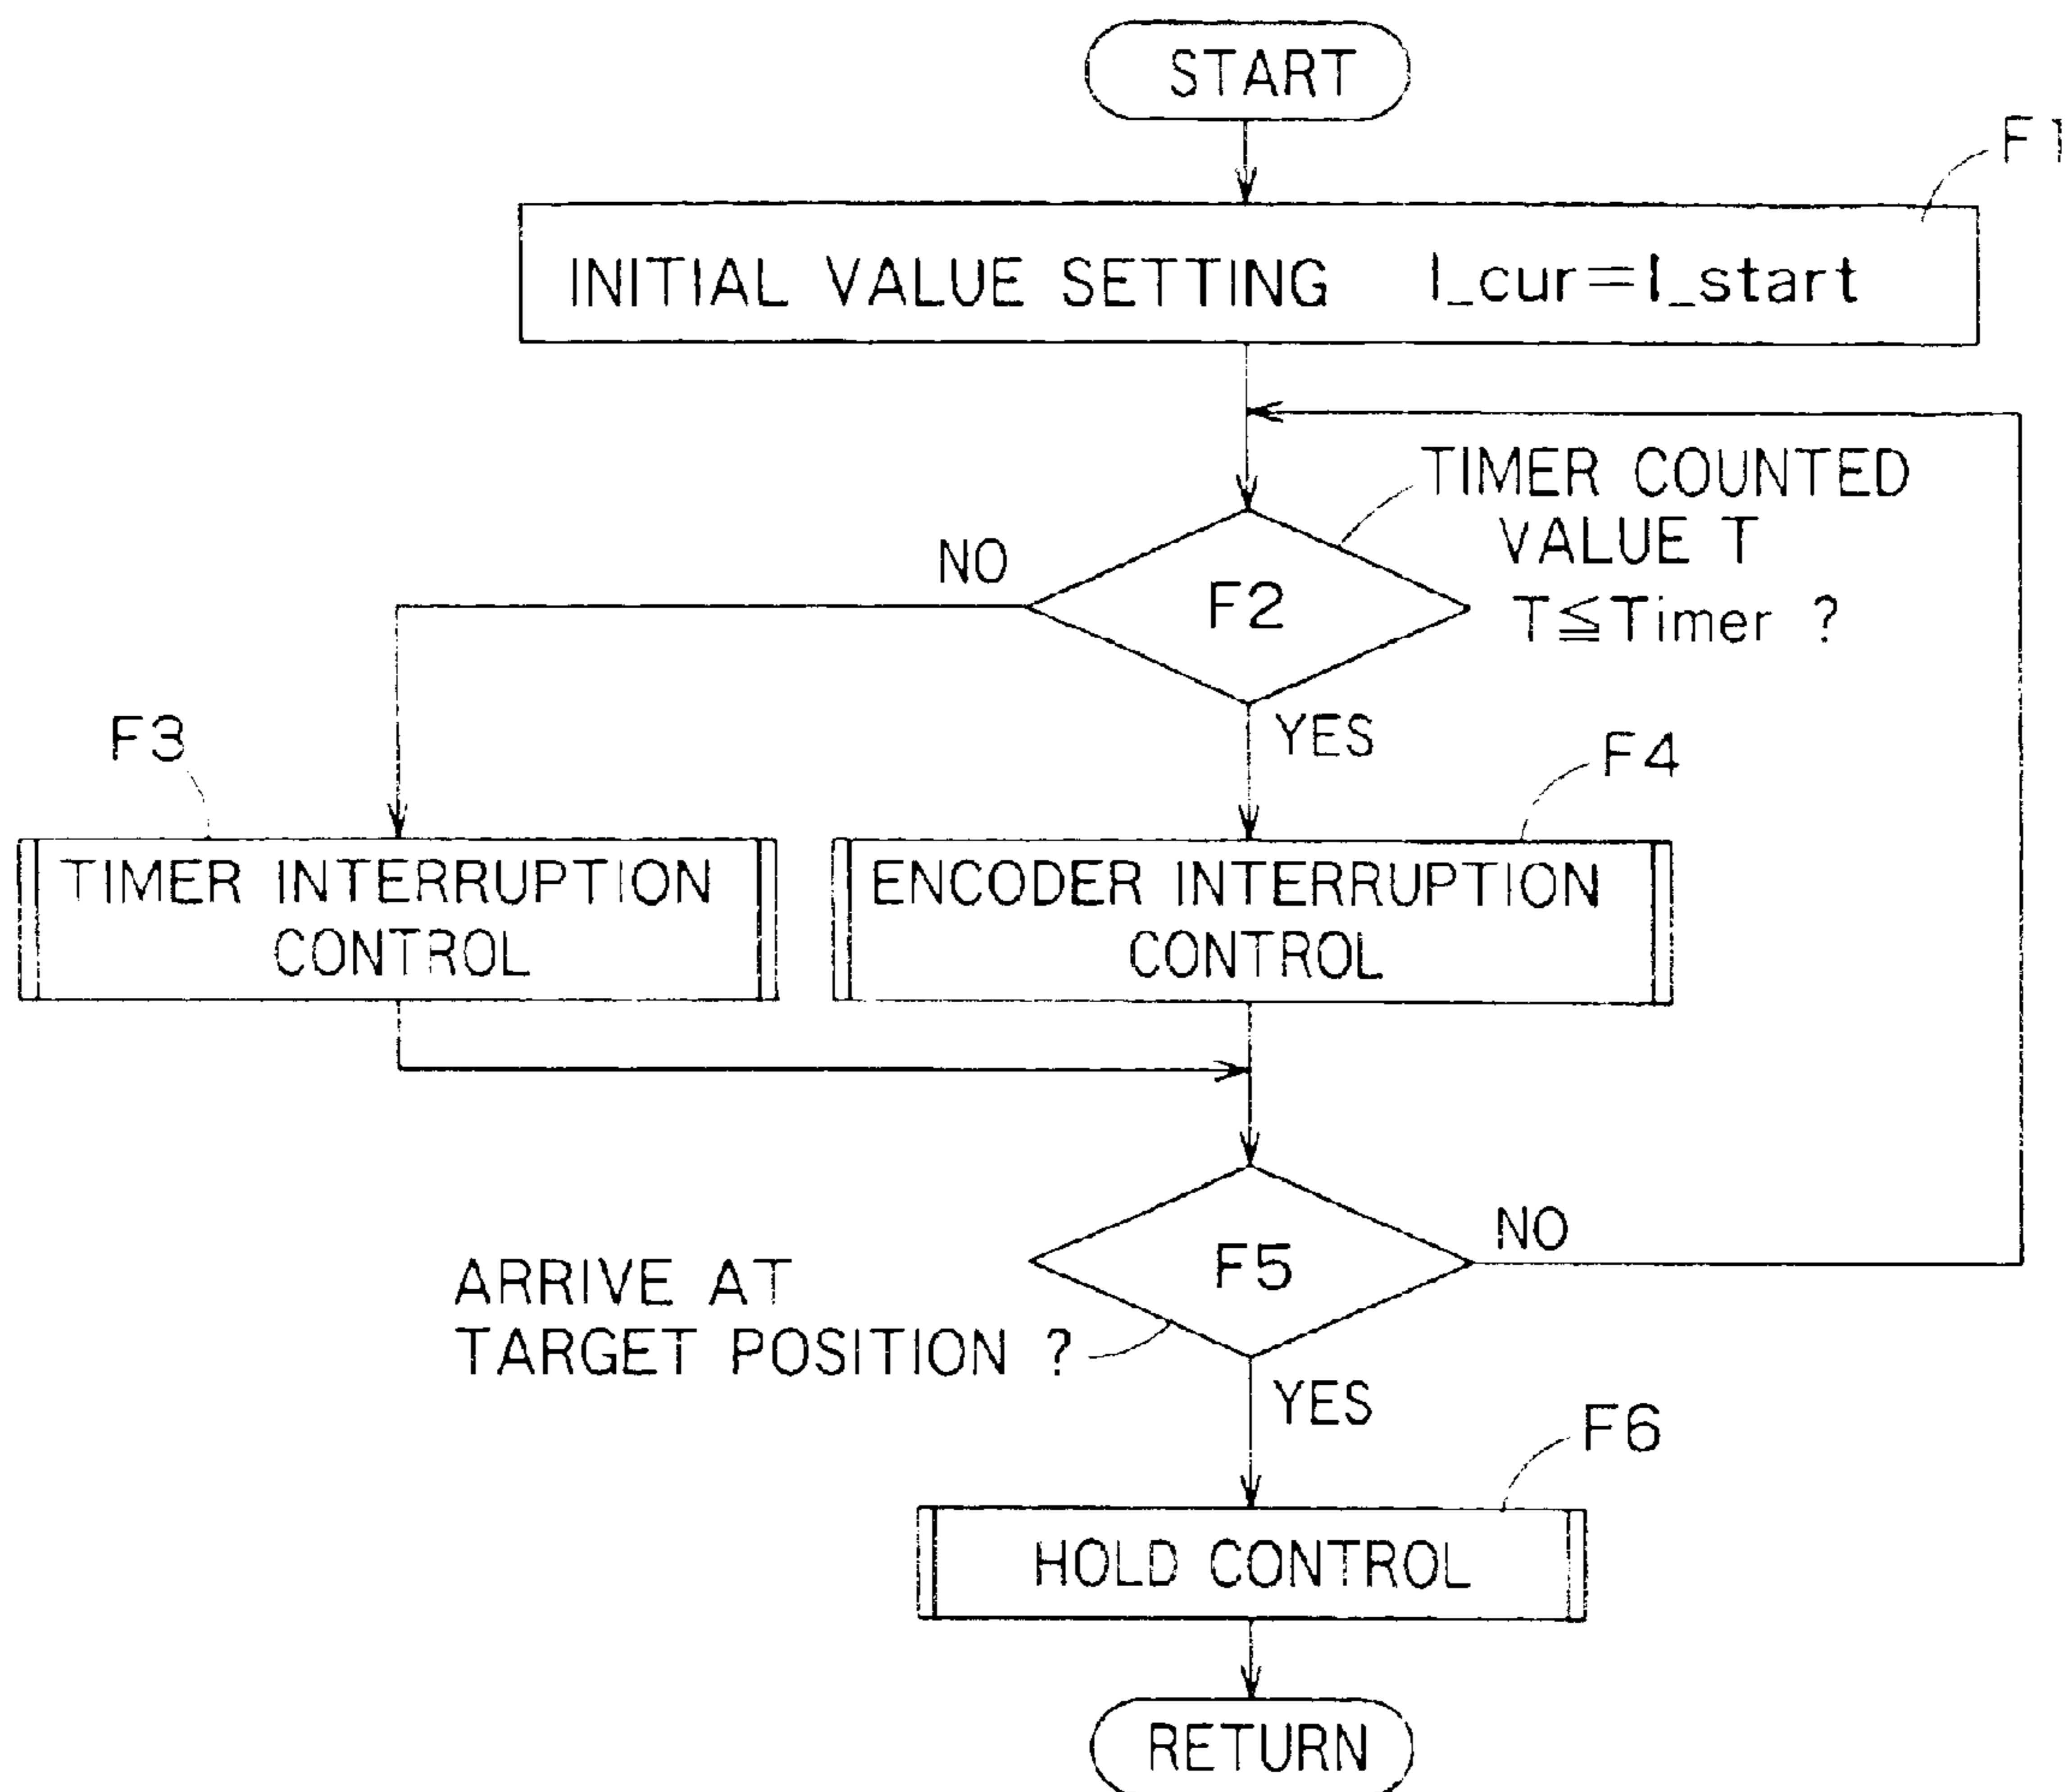 START
F1
INITIAL VALUE SETTING I_cur=I_start
TIMER COUNTED
VALUE T
T≦Timer ?
NO
F2
YES
F3
F4
TIMER INTERRUPTION
CONTROL
ENCODER INTERRUPTION
CONTROL
F5
NO
ARRIVE AT
TARGET POSITION ?
YES
F6
HOLD CONTROL
RETURN